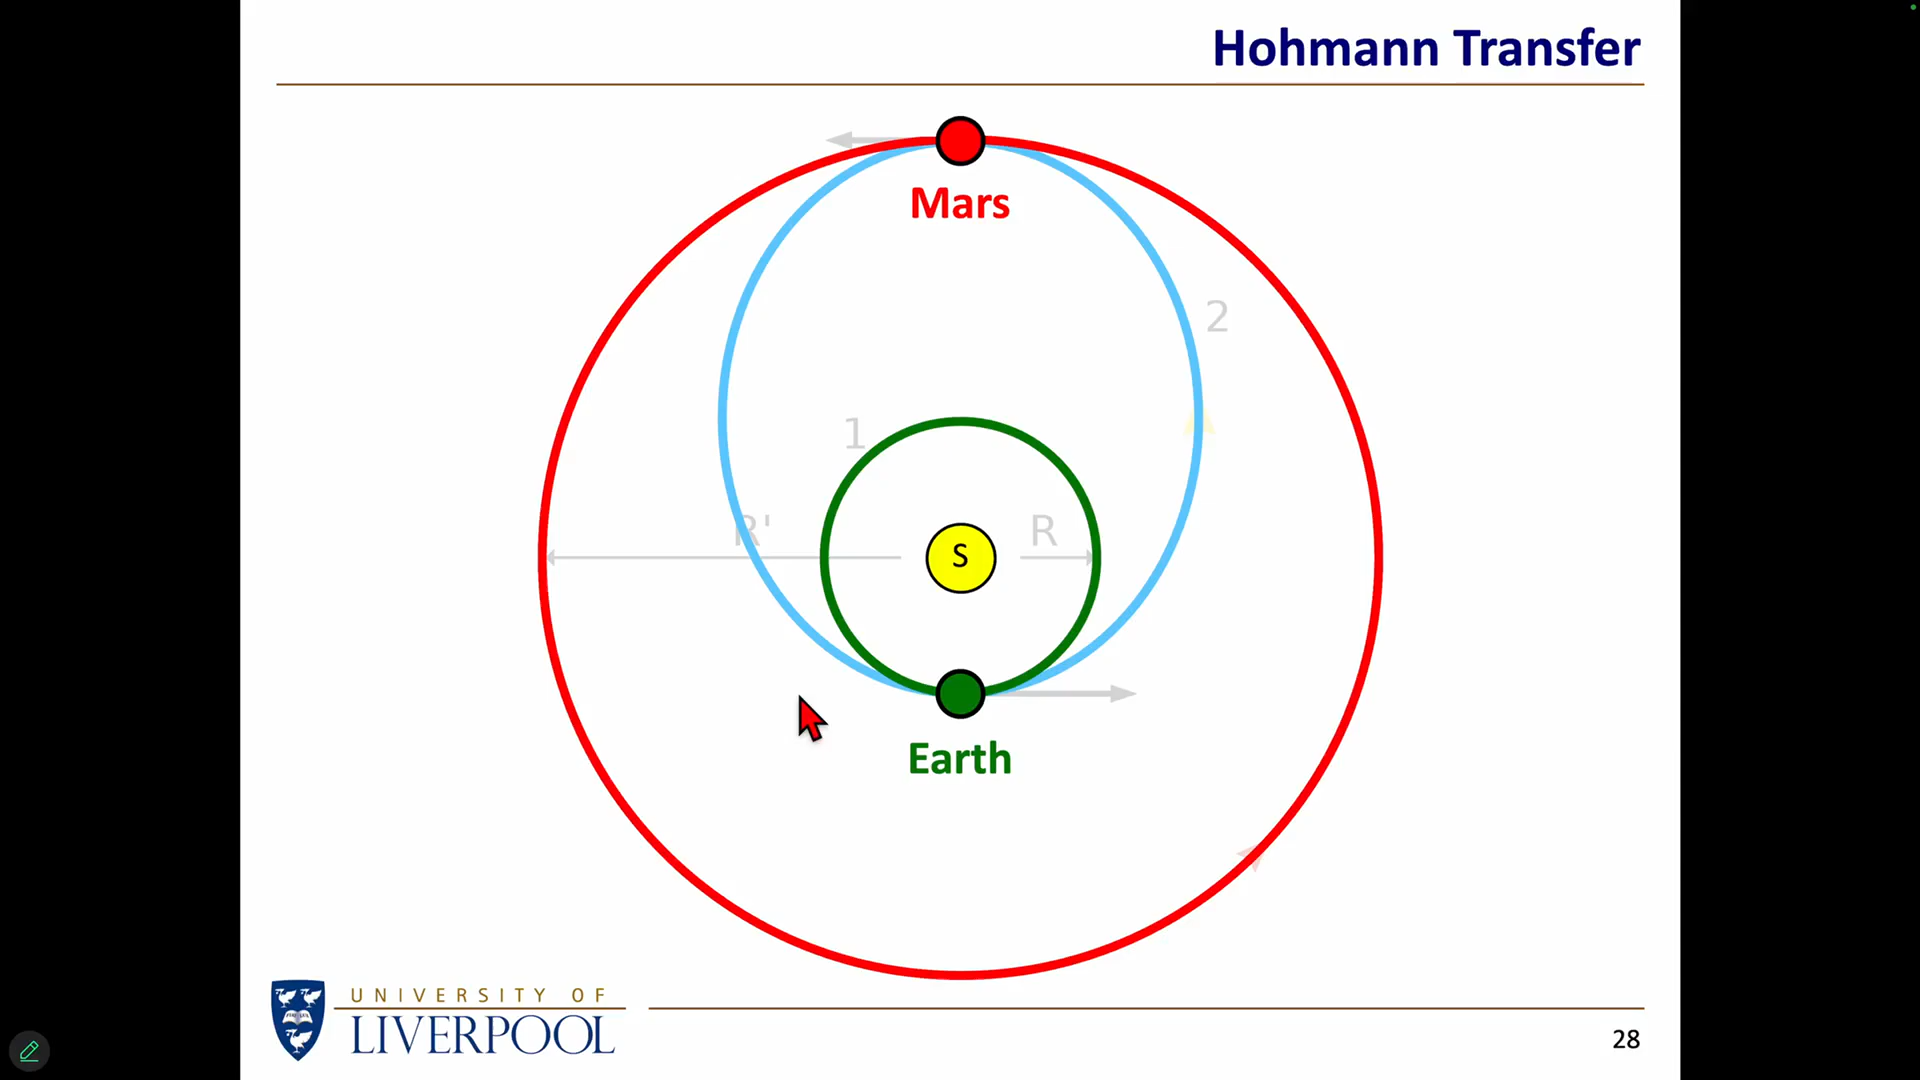 Hohmann Transfer
Mars
2
1
R'
S
R
Earth
UNIVERSITY OF
LIVERPOOL
28